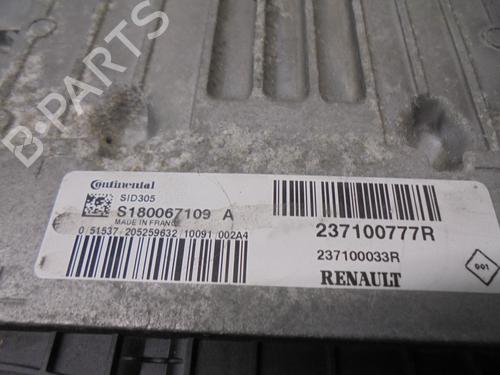 B-PARTS
Continental
SID305
S180067109 A
MADE IN FRANCE
0 51537 205259632 10091 002A4
237100777R
237100033R
RENAULT
001